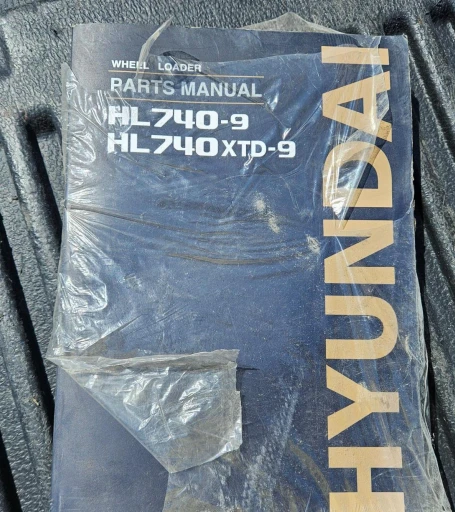 WHEEL LOADER
PARTS MANUAL
HL740-9
HL740XTD-9
HYUNDAI